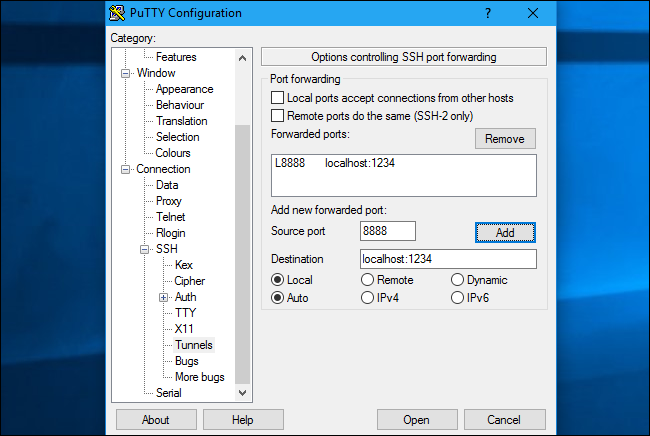 PuTTY Configuration
?
Category:
Features
Window
Appearance
Behaviour
Translation
Selection
Colours
Connection
Data
Proxy
Telnet
Rlogin
SSH
Kex
Cipher
Auth
TTY
X11
Tunnels
Bugs
More bugs
Serial
Options controlling SSH port forwarding
Port forwarding
Local ports accept connections from other hosts
Remote ports do the same (SSH-2 only)
Forwarded ports:
Remove
L8888 localhost:1234
Add new forwarded port:
Source port 8888 Add
Destination localhost:1234
Local Remote Dynamic
Auto IPv4 IPv6
About Help Open Cancel